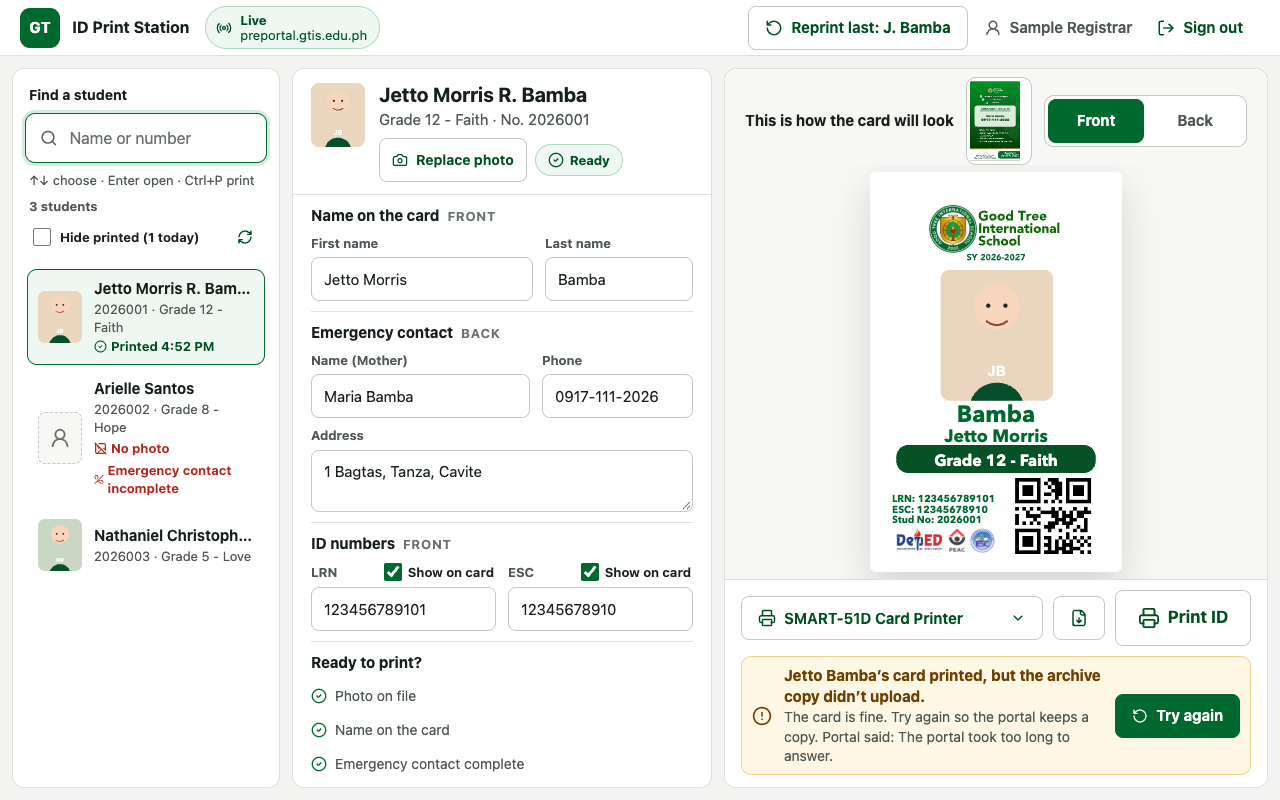 GT
ID Print Station
Live
preportal.gtis.edu.ph
Reprint last: J. Bamba
Sample Registrar
Sign out
Find a student
Name or number
↑↓ choose · Enter open · Ctrl+P print
3 students
Hide printed (1 today)
JB
Jetto Morris R. Bam...
2026001 · Grade 12 -
Faith
Printed 4:52 PM
Arielle Santos
2026002 · Grade 8 -
Hope
No photo
Emergency contact
incomplete
Nathaniel Christoph...
2026003 · Grade 5 - Love
JB
Jetto Morris R. Bamba
Grade 12 - Faith · No. 2026001
Replace photo
Ready
Name on the card FRONT
First name
Last name
Jetto Morris
Bamba
Emergency contact BACK
Name (Mother)
Phone
Maria Bamba
0917-111-2026
Address
1 Bagtas, Tanza, Cavite
ID numbers FRONT
LRN
Show on card
ESC
Show on card
123456789101
12345678910
Ready to print?
Photo on file
Name on the card
Emergency contact complete
This is how the card will look
Front
Back
Good Tree
International
School
SY 2026-2027
JB
Bamba
Jetto Morris
Grade 12 - Faith
LRN: 123456789101
ESC: 12345678910
Stud No: 2026001
DepED
PEAC
SMART-51D Card Printer
Print ID
Jetto Bamba’s card printed, but the archive
copy didn’t upload.
The card is fine. Try again so the portal keeps a
copy. Portal said: The portal took too long to
answer.
Try again